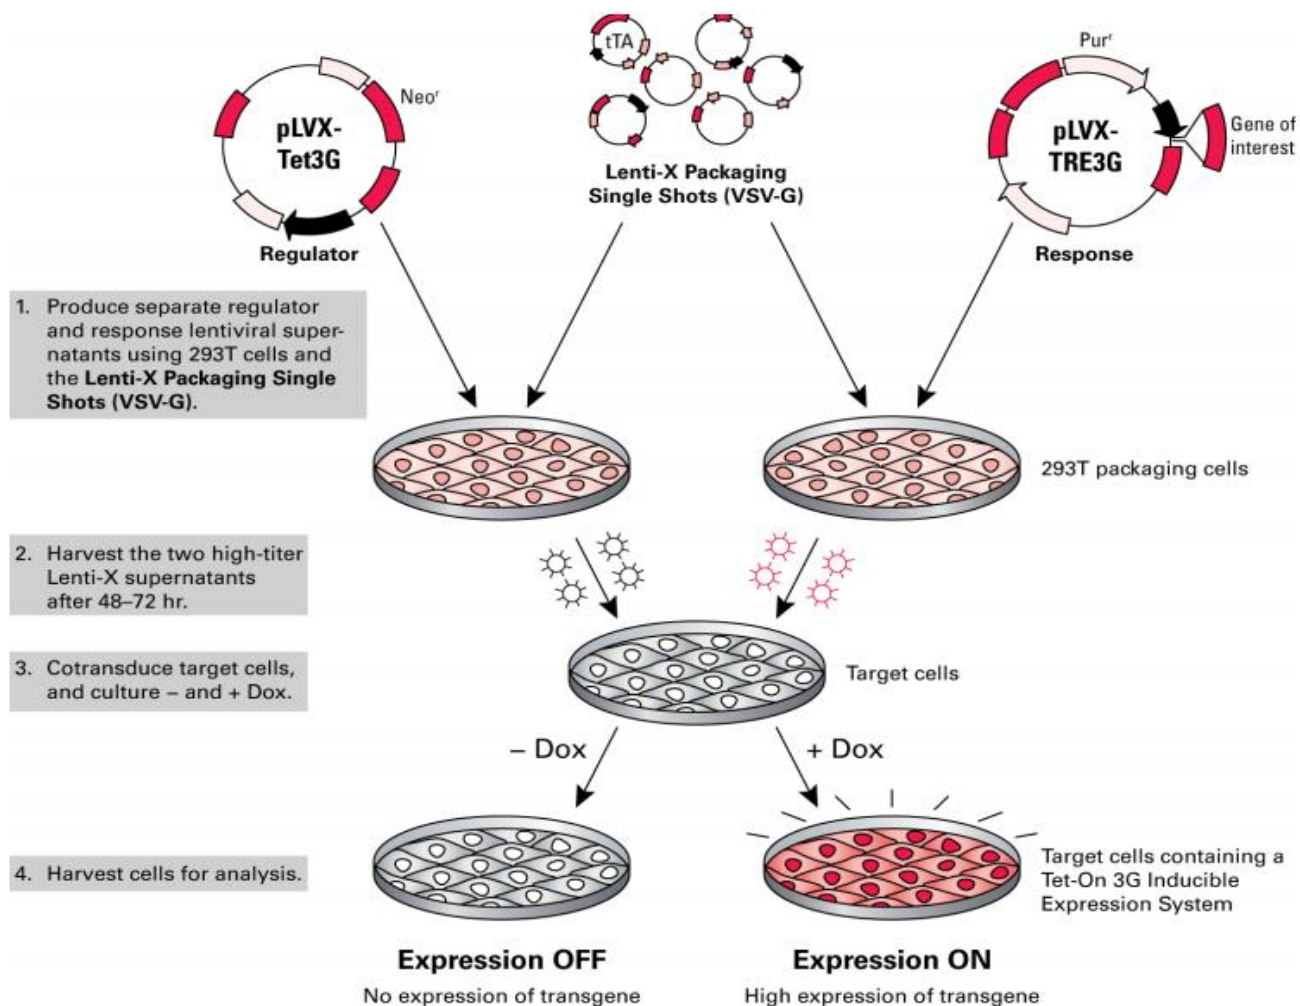 tTA
Neoʳ
pLVX-
Tet3G
Regulator
Lenti-X Packaging
Single Shots (VSV-G)
Purʳ
pLVX-
TRE3G
Gene of
interest
Response
1. Produce separate regulator
and response lentiviral super-
natants using 293T cells and
the Lenti-X Packaging Single
Shots (VSV-G).
293T packaging cells
2. Harvest the two high-titer
Lenti-X supernatants
after 48–72 hr.
3. Cotransduce target cells,
and culture – and + Dox.
Target cells
– Dox
+ Dox
4. Harvest cells for analysis.
Target cells containing a
Tet-On 3G Inducible
Expression System
Expression OFF
No expression of transgene
Expression ON
High expression of transgene